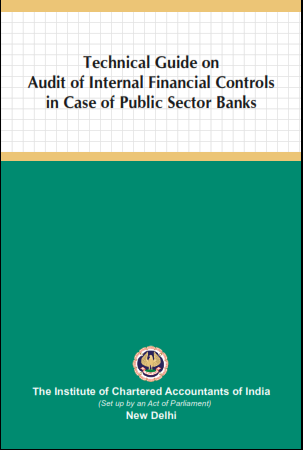 Technical Guide on
Audit of Internal Financial Controls
in Case of Public Sector Banks
The Institute of Chartered Accountants of India
(Set up by an Act of Parliament)
New Delhi